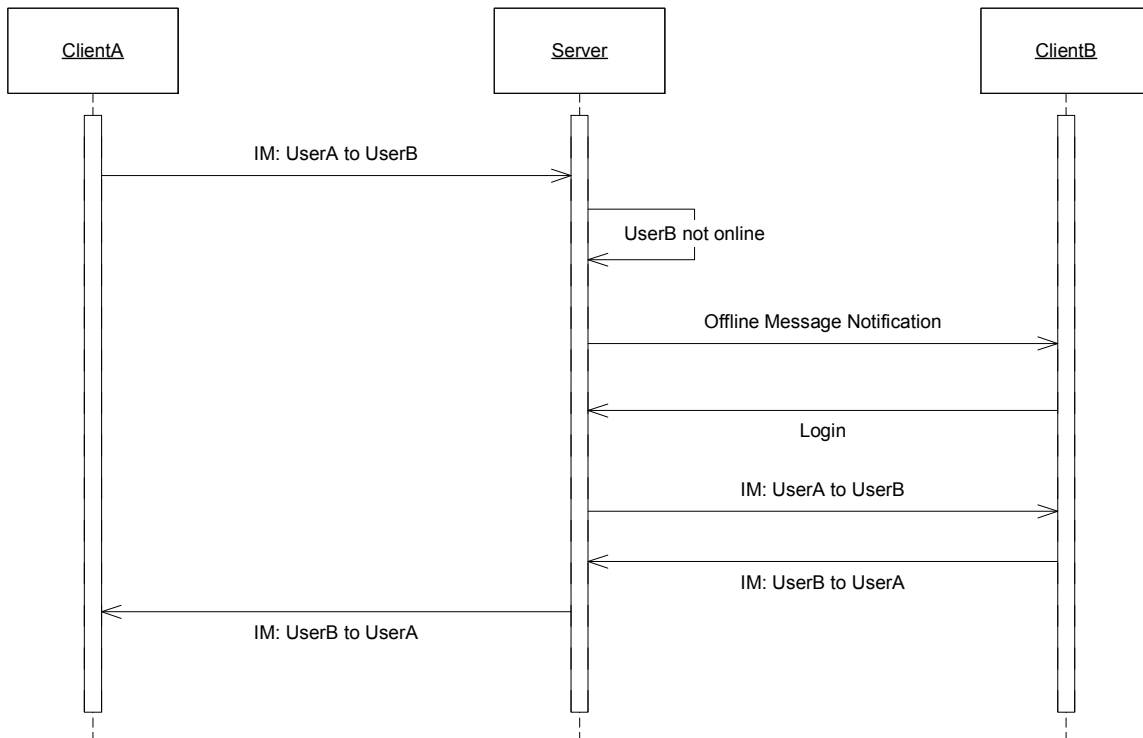 ClientA
Server
ClientB
IM: UserA to UserB
UserB not online
Offline Message Notification
Login
IM: UserA to UserB
IM: UserB to UserA
IM: UserB to UserA